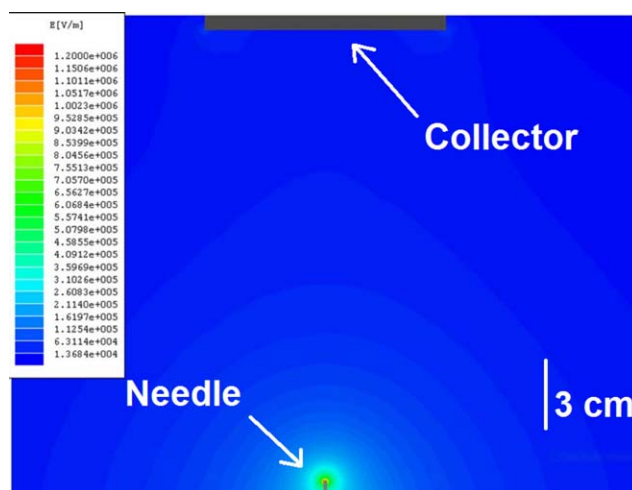 E[V/m]
1.2000e+006
1.1506e+006
1.1011e+006
1.0517e+006
1.0023e+006
9.5285e+005
9.0342e+005
8.5399e+005
8.0456e+005
7.5513e+005
7.0570e+005
6.5627e+005
6.0684e+005
5.5741e+005
5.0798e+005
4.5855e+005
4.0912e+005
3.5969e+005
3.1026e+005
2.6083e+005
2.1140e+005
1.6197e+005
1.1254e+005
6.3114e+004
1.3684e+004
Collector
Needle
3 cm